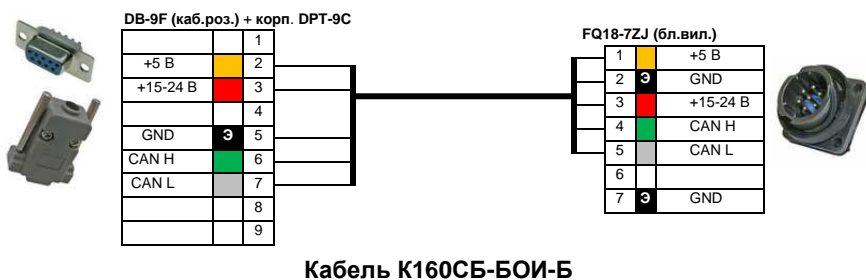 DB-9F (каб.роз.) + корп. DPT-9C
1
+5 В 2
+15-24 В 3
4
GND Э 5
CAN H 6
CAN L 7
8
9
FQ18-7ZJ (бл.вил.)
1 +5 В
2 Э GND
3 +15-24 В
4 CAN H
5 CAN L
6
7 Э GND
Кабель К160СБ-БОИ-Б